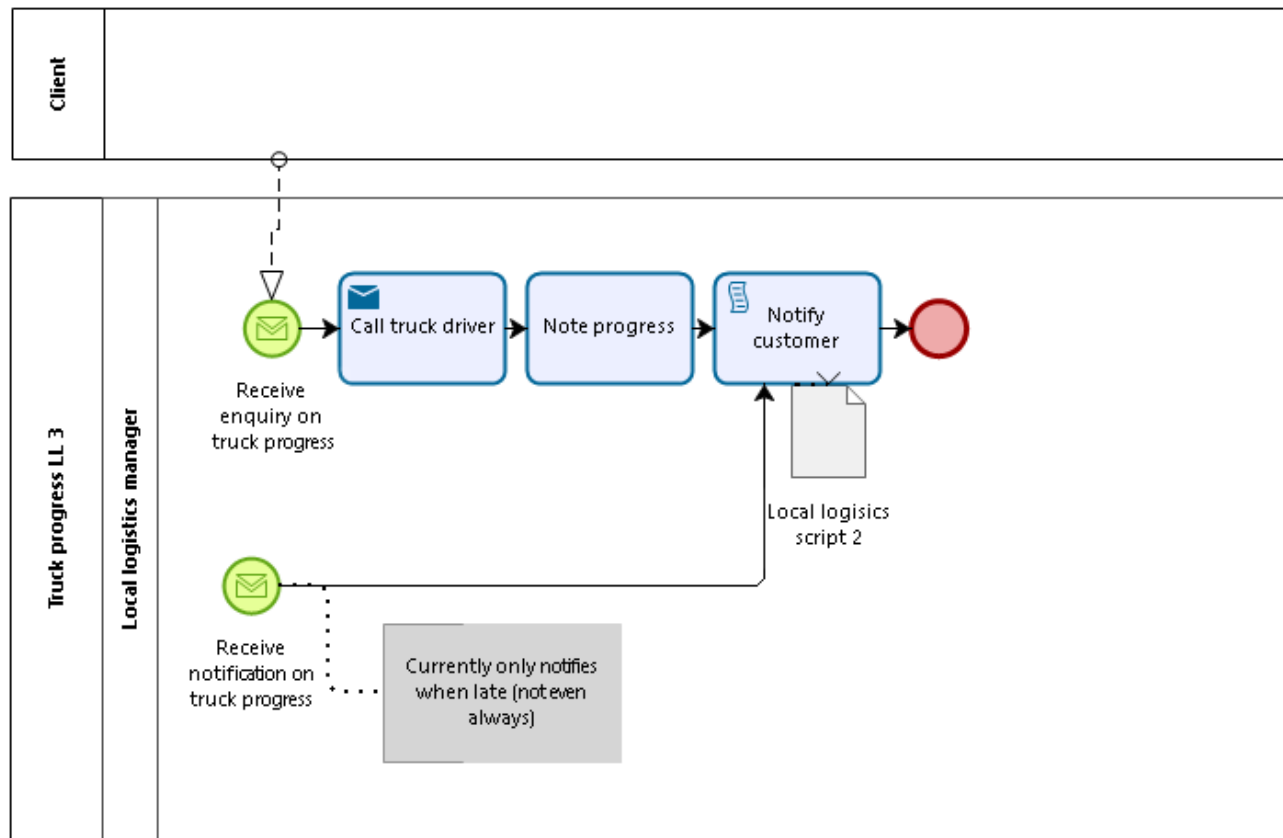 Client
Truck progress LL 3
Local logistics manager
Receive
enquiry on
truck progress
Call truck driver
Note progress
Notify
customer
Local logisics
script 2
Receive
notification on
truck progress
Currently only notifies
when late (not even
always)